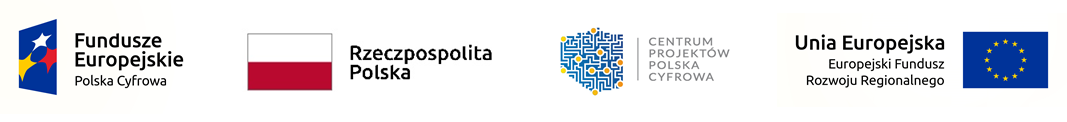 Fundusze
Europejskie
Polska Cyfrowa
Rzeczpospolita
Polska
CENTRUM
PROJEKTÓW
POLSKA
CYFROWA
Unia Europejska
Europejski Fundusz
Rozwoju Regionalnego